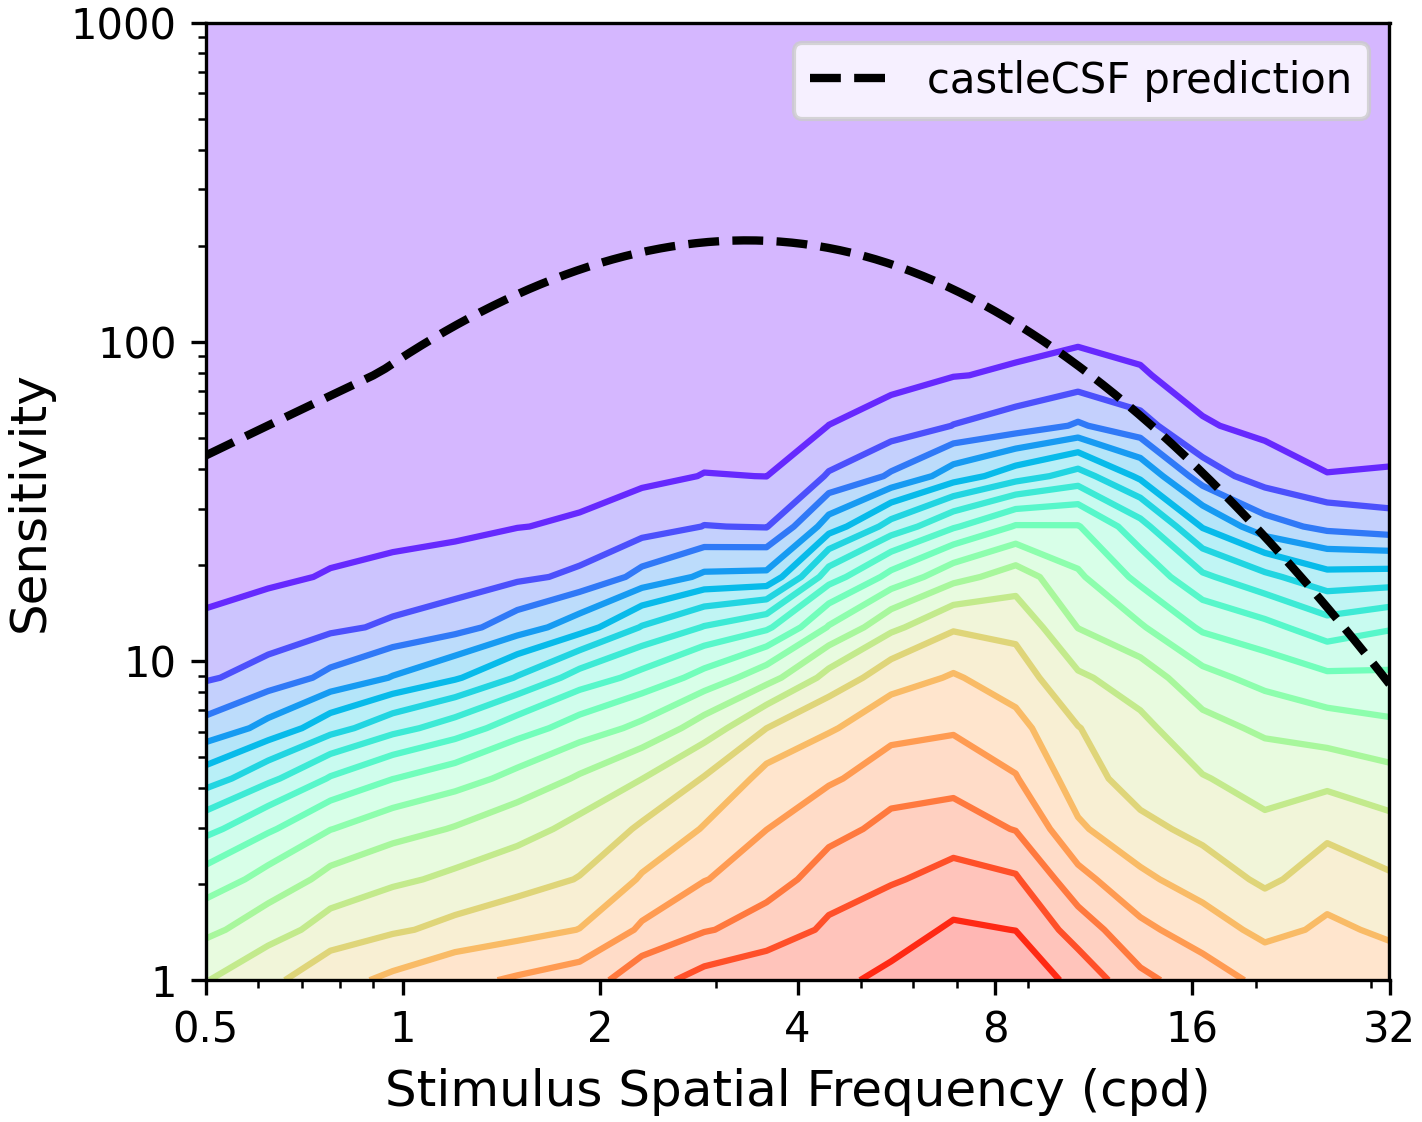 1000
castleCSF prediction
100
10
1
Sensitivity
0.5 1 2 4 8 16 32
Stimulus Spatial Frequency (cpd)